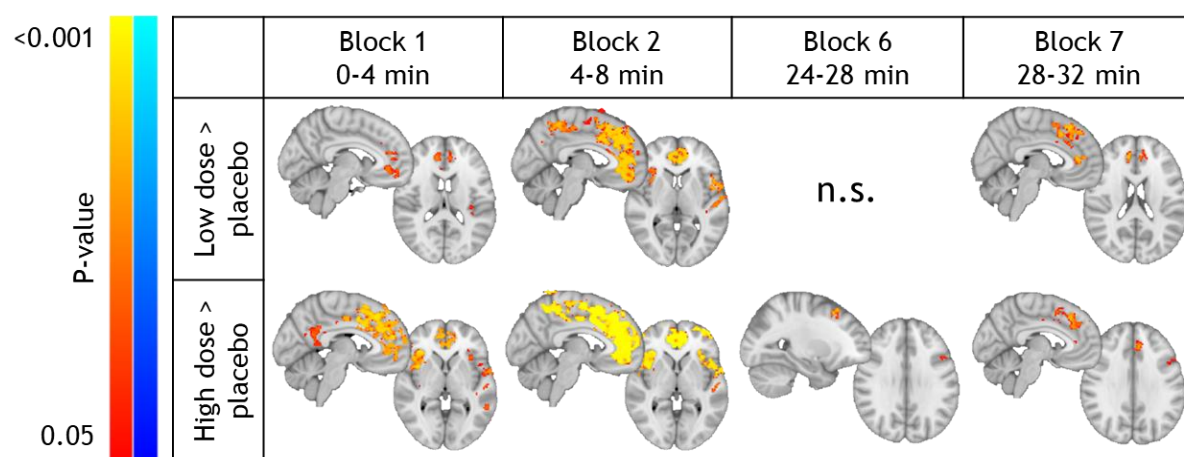 <0.001
P-value
0.05
Block 1
0-4 min
Block 2
4-8 min
Block 6
24-28 min
Block 7
28-32 min
Low dose >
placebo
n.s.
High dose >
placebo